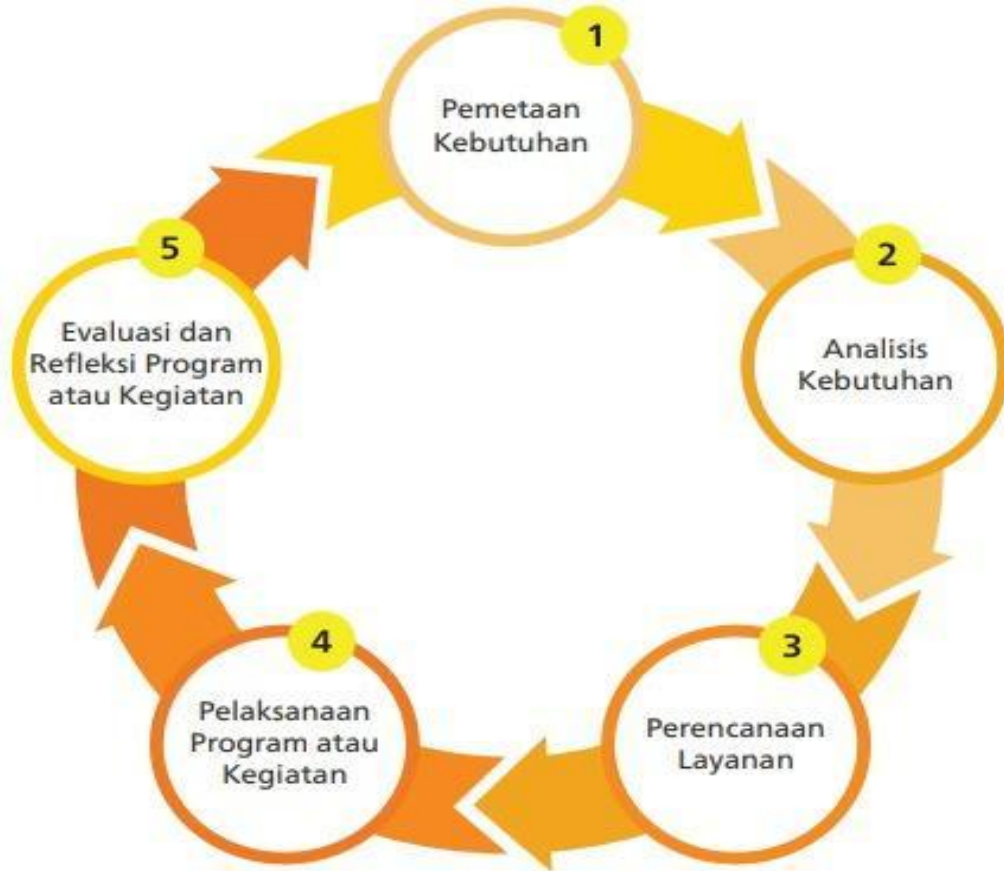 1
Pemetaan
Kebutuhan
2
Analisis
Kebutuhan
3
Perencanaan
Layanan
4
Pelaksanaan
Program atau
Kegiatan
5
Evaluasi dan
Refleksi Program
atau Kegiatan